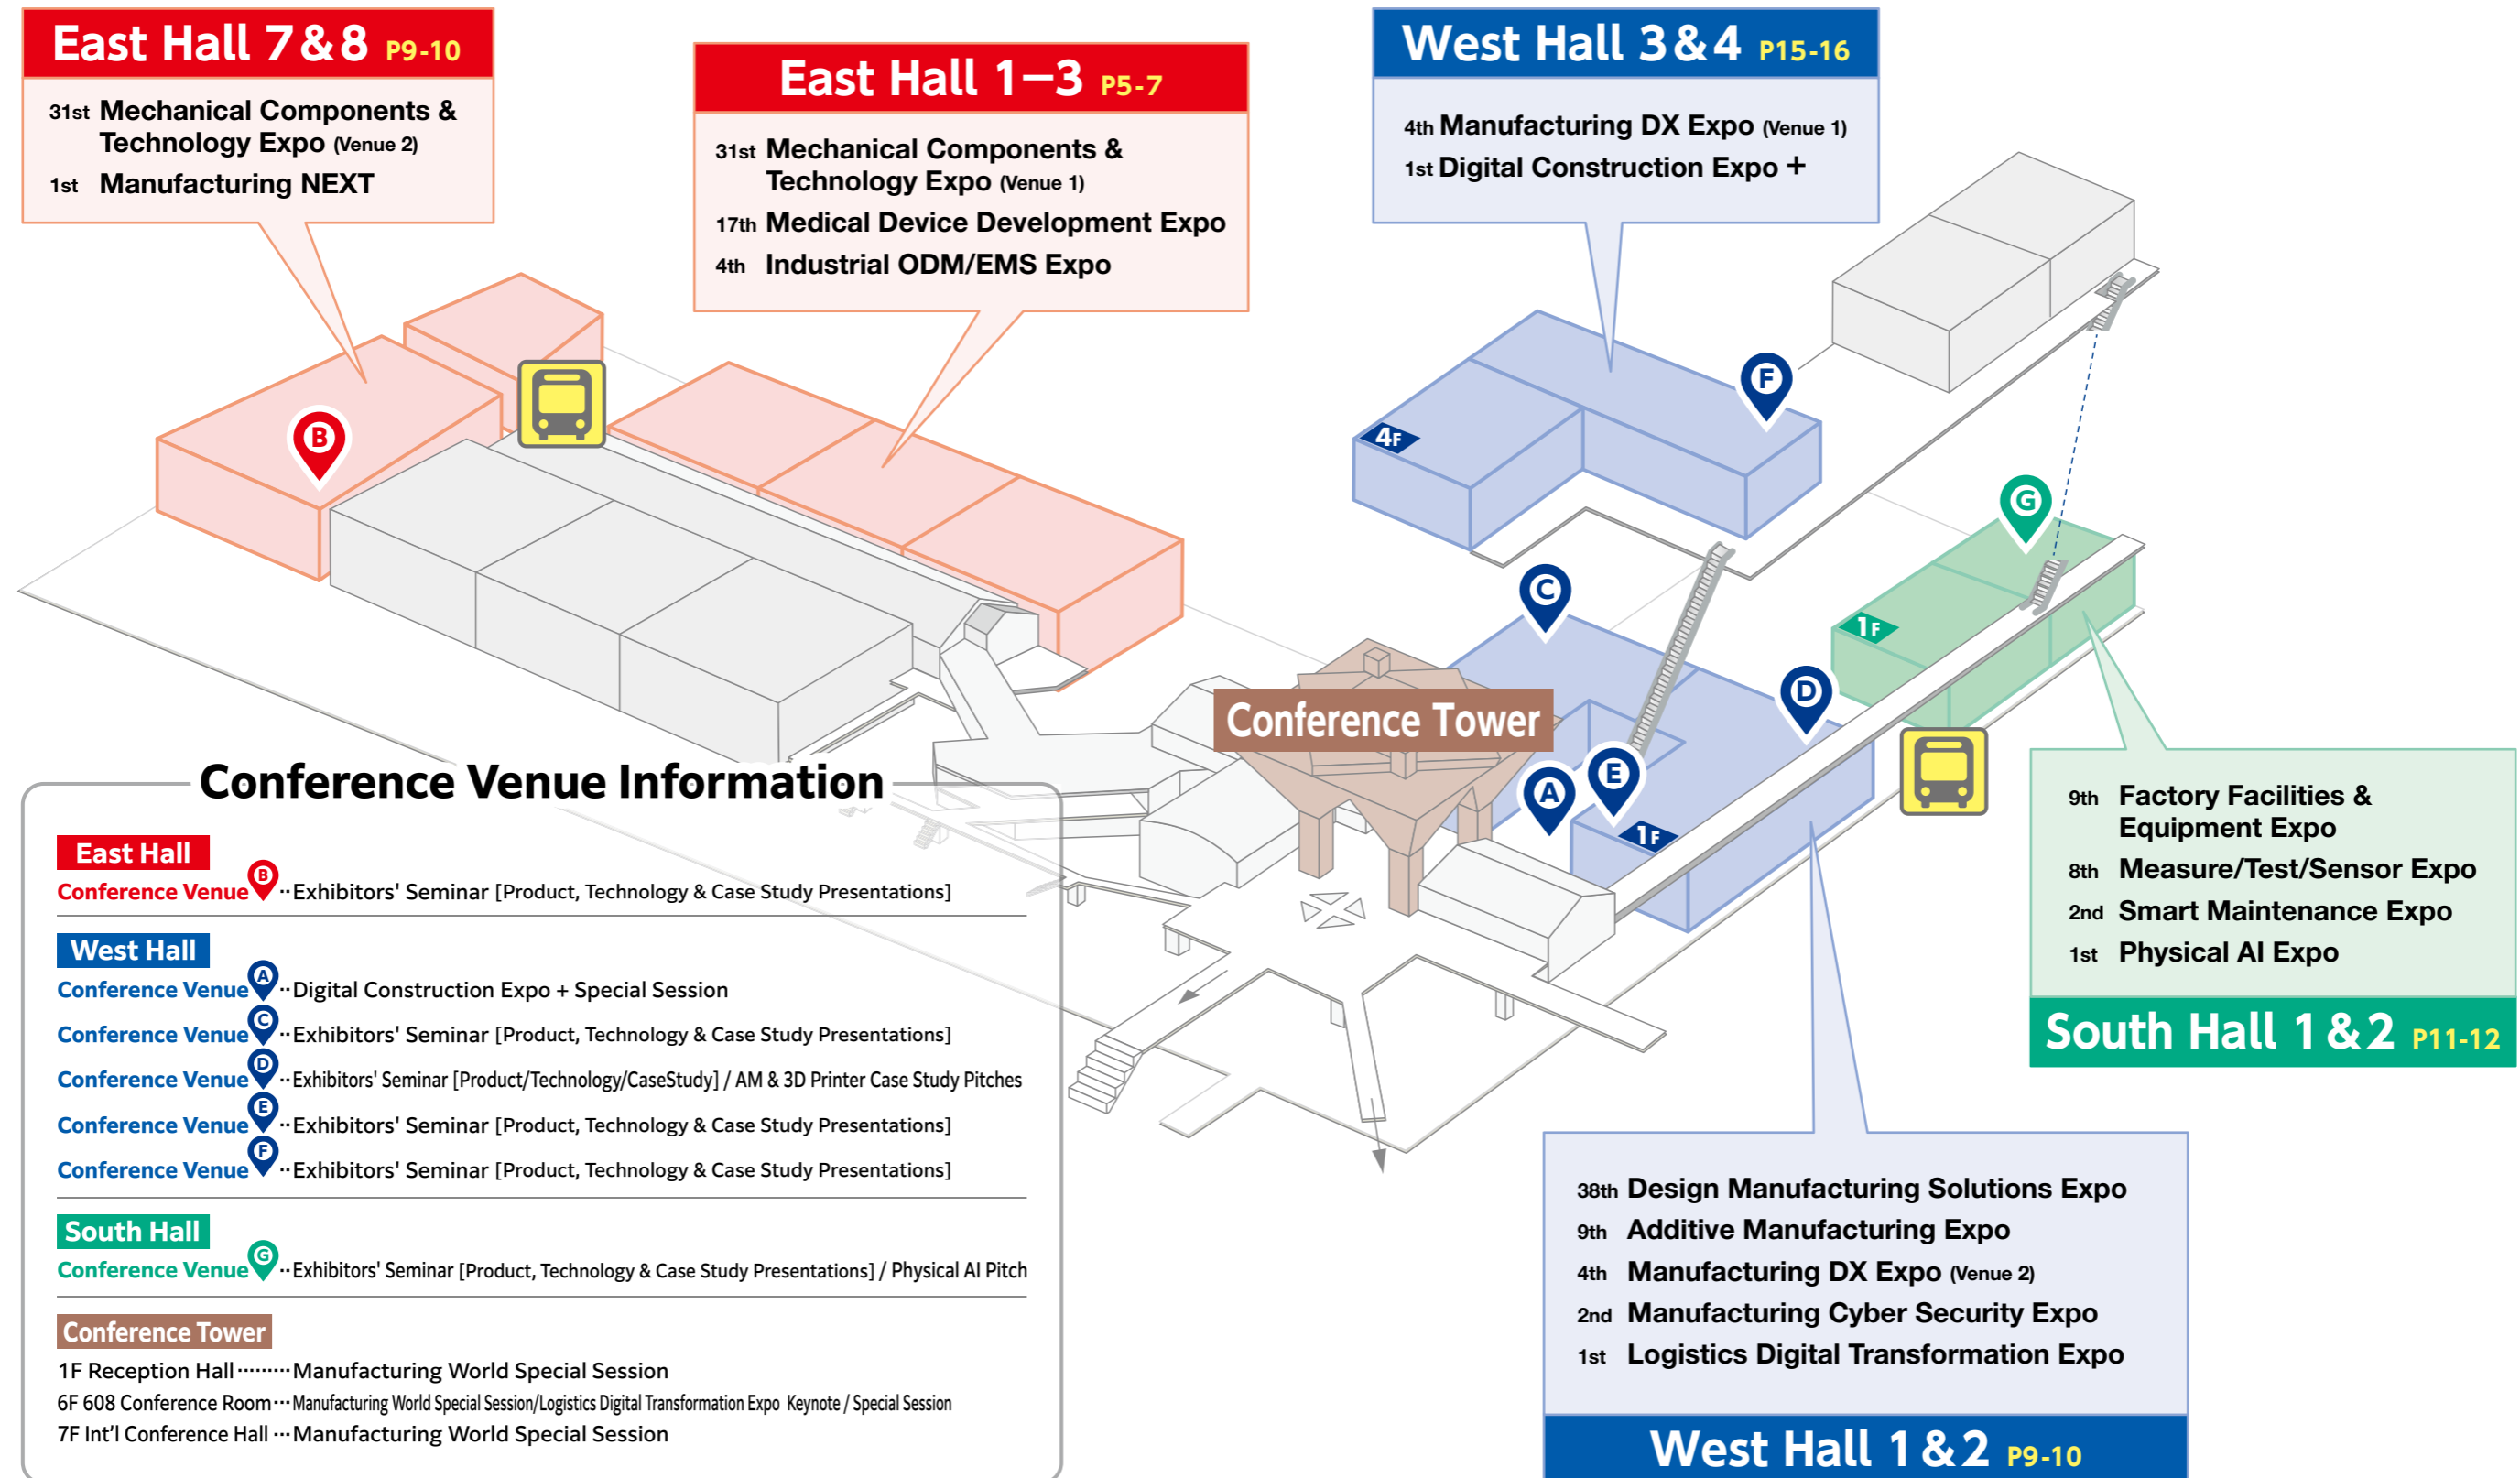 East Hall 7&8 P9-10
31st Mechanical Components &
Technology Expo (Venue 2)
1st Manufacturing NEXT
East Hall 1–3 P5-7
31st Mechanical Components &
Technology Expo (Venue 1)
17th Medical Device Development Expo
4th Industrial ODM/EMS Expo
West Hall 3&4 P15-16
4th Manufacturing DX Expo (Venue 1)
1st Digital Construction Expo +
B
4F
F
G
1F
C
D
Conference Tower
A
E
1F
9th Factory Facilities &
Equipment Expo
8th Measure/Test/Sensor Expo
2nd Smart Maintenance Expo
1st Physical AI Expo
South Hall 1&2 P11-12
38th Design Manufacturing Solutions Expo
9th Additive Manufacturing Expo
4th Manufacturing DX Expo (Venue 2)
2nd Manufacturing Cyber Security Expo
1st Logistics Digital Transformation Expo
West Hall 1&2 P9-10
Conference Venue Information
East Hall
Conference Venue B ··Exhibitors' Seminar [Product, Technology & Case Study Presentations]
West Hall
Conference Venue A ··Digital Construction Expo + Special Session
Conference Venue C ··Exhibitors' Seminar [Product, Technology & Case Study Presentations]
Conference Venue D ··Exhibitors' Seminar [Product/Technology/CaseStudy] / AM & 3D Printer Case Study Pitches
Conference Venue E ··Exhibitors' Seminar [Product, Technology & Case Study Presentations]
Conference Venue F ··Exhibitors' Seminar [Product, Technology & Case Study Presentations]
South Hall
Conference Venue G ··Exhibitors' Seminar [Product, Technology & Case Study Presentations] / Physical AI Pitch
Conference Tower
1F Reception Hall ·········Manufacturing World Special Session
6F 608 Conference Room ···Manufacturing World Special Session/Logistics Digital Transformation Expo Keynote / Special Session
7F Int'l Conference Hall ···Manufacturing World Special Session